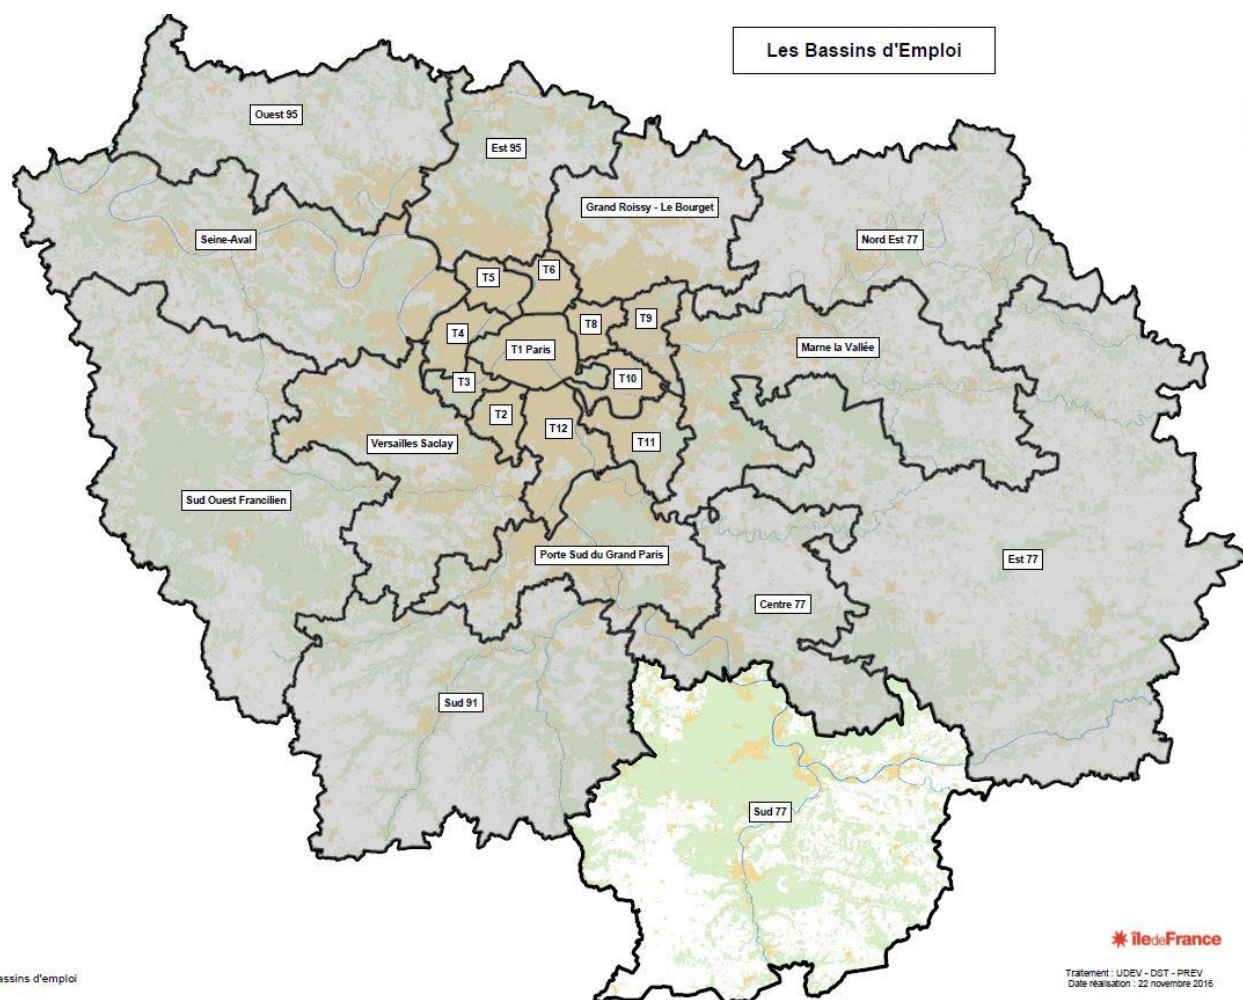 Les Bassins d'Emploi
Ouest 95
Est 95
Grand Roissy - Le Bourget
Nord Est 77
Seine-Aval
T5
T6
T4
T8
T9
T1 Paris
Marne la Vallée
T3
T10
T2
T12
T11
Versailles Saclay
Sud Ouest Francilien
Porte Sud du Grand Paris
Est 77
Centre 77
Sud 91
Sud 77
îledeFrance
assins d'emploi
Traitement : UDEV - DST - PREV
Date réalisation : 22 novembre 2016